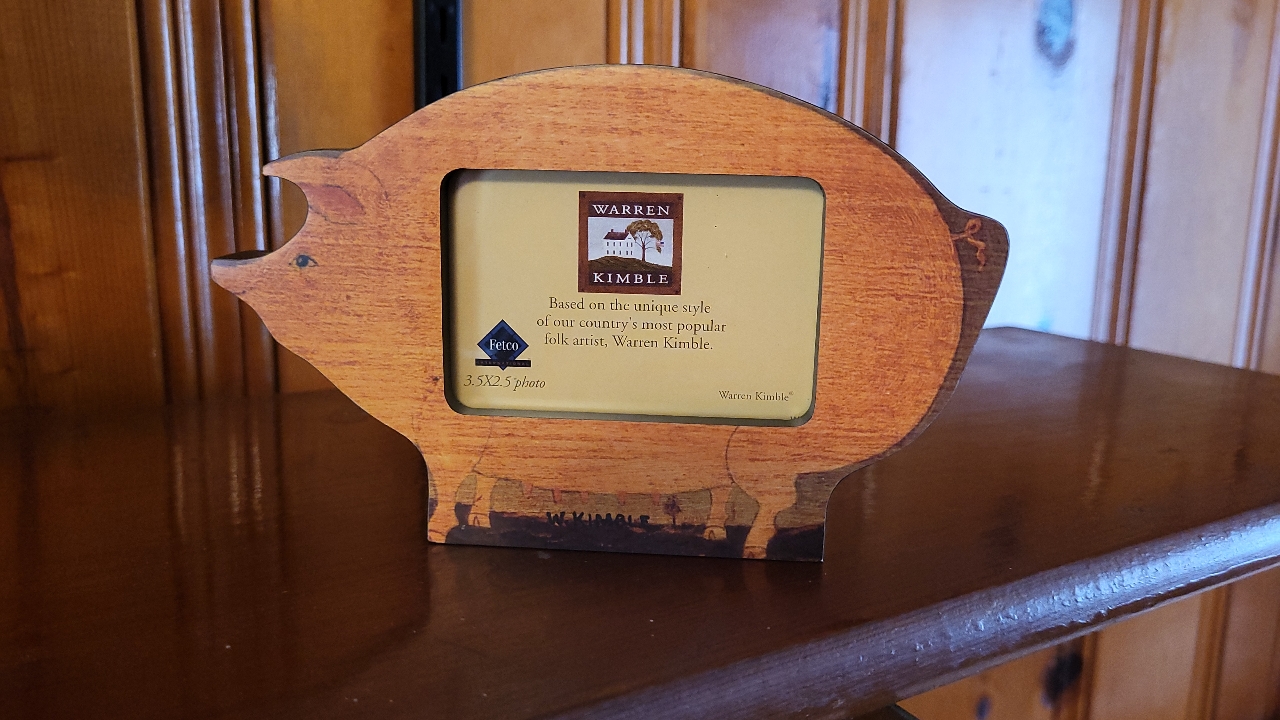 WARREN
KIMBLE
Based on the unique style
of our country's most popular
folk artist, Warren Kimble.
Fetco
INTERNATIONAL
3.5X2.5 photo
Warren Kimble®
W. KIMBLE